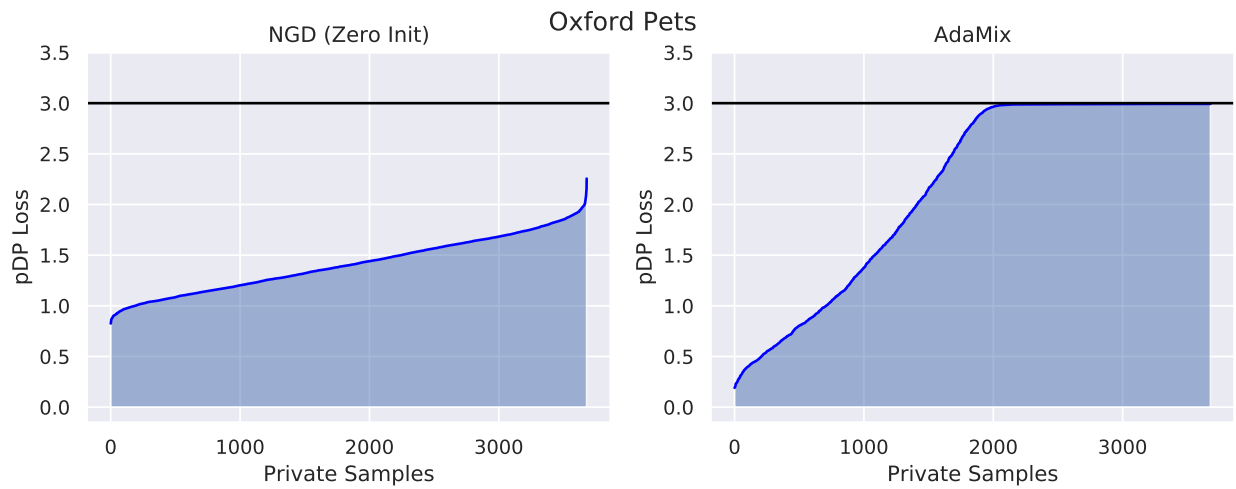 Oxford Pets
NGD (Zero Init)
3.5
3.0
2.5
2.0
1.5
1.0
0.5
0.0
pDP Loss
0 1000 2000 3000
Private Samples
AdaMix
3.5
3.0
2.5
2.0
1.5
1.0
0.5
0.0
pDP Loss
0 1000 2000 3000
Private Samples